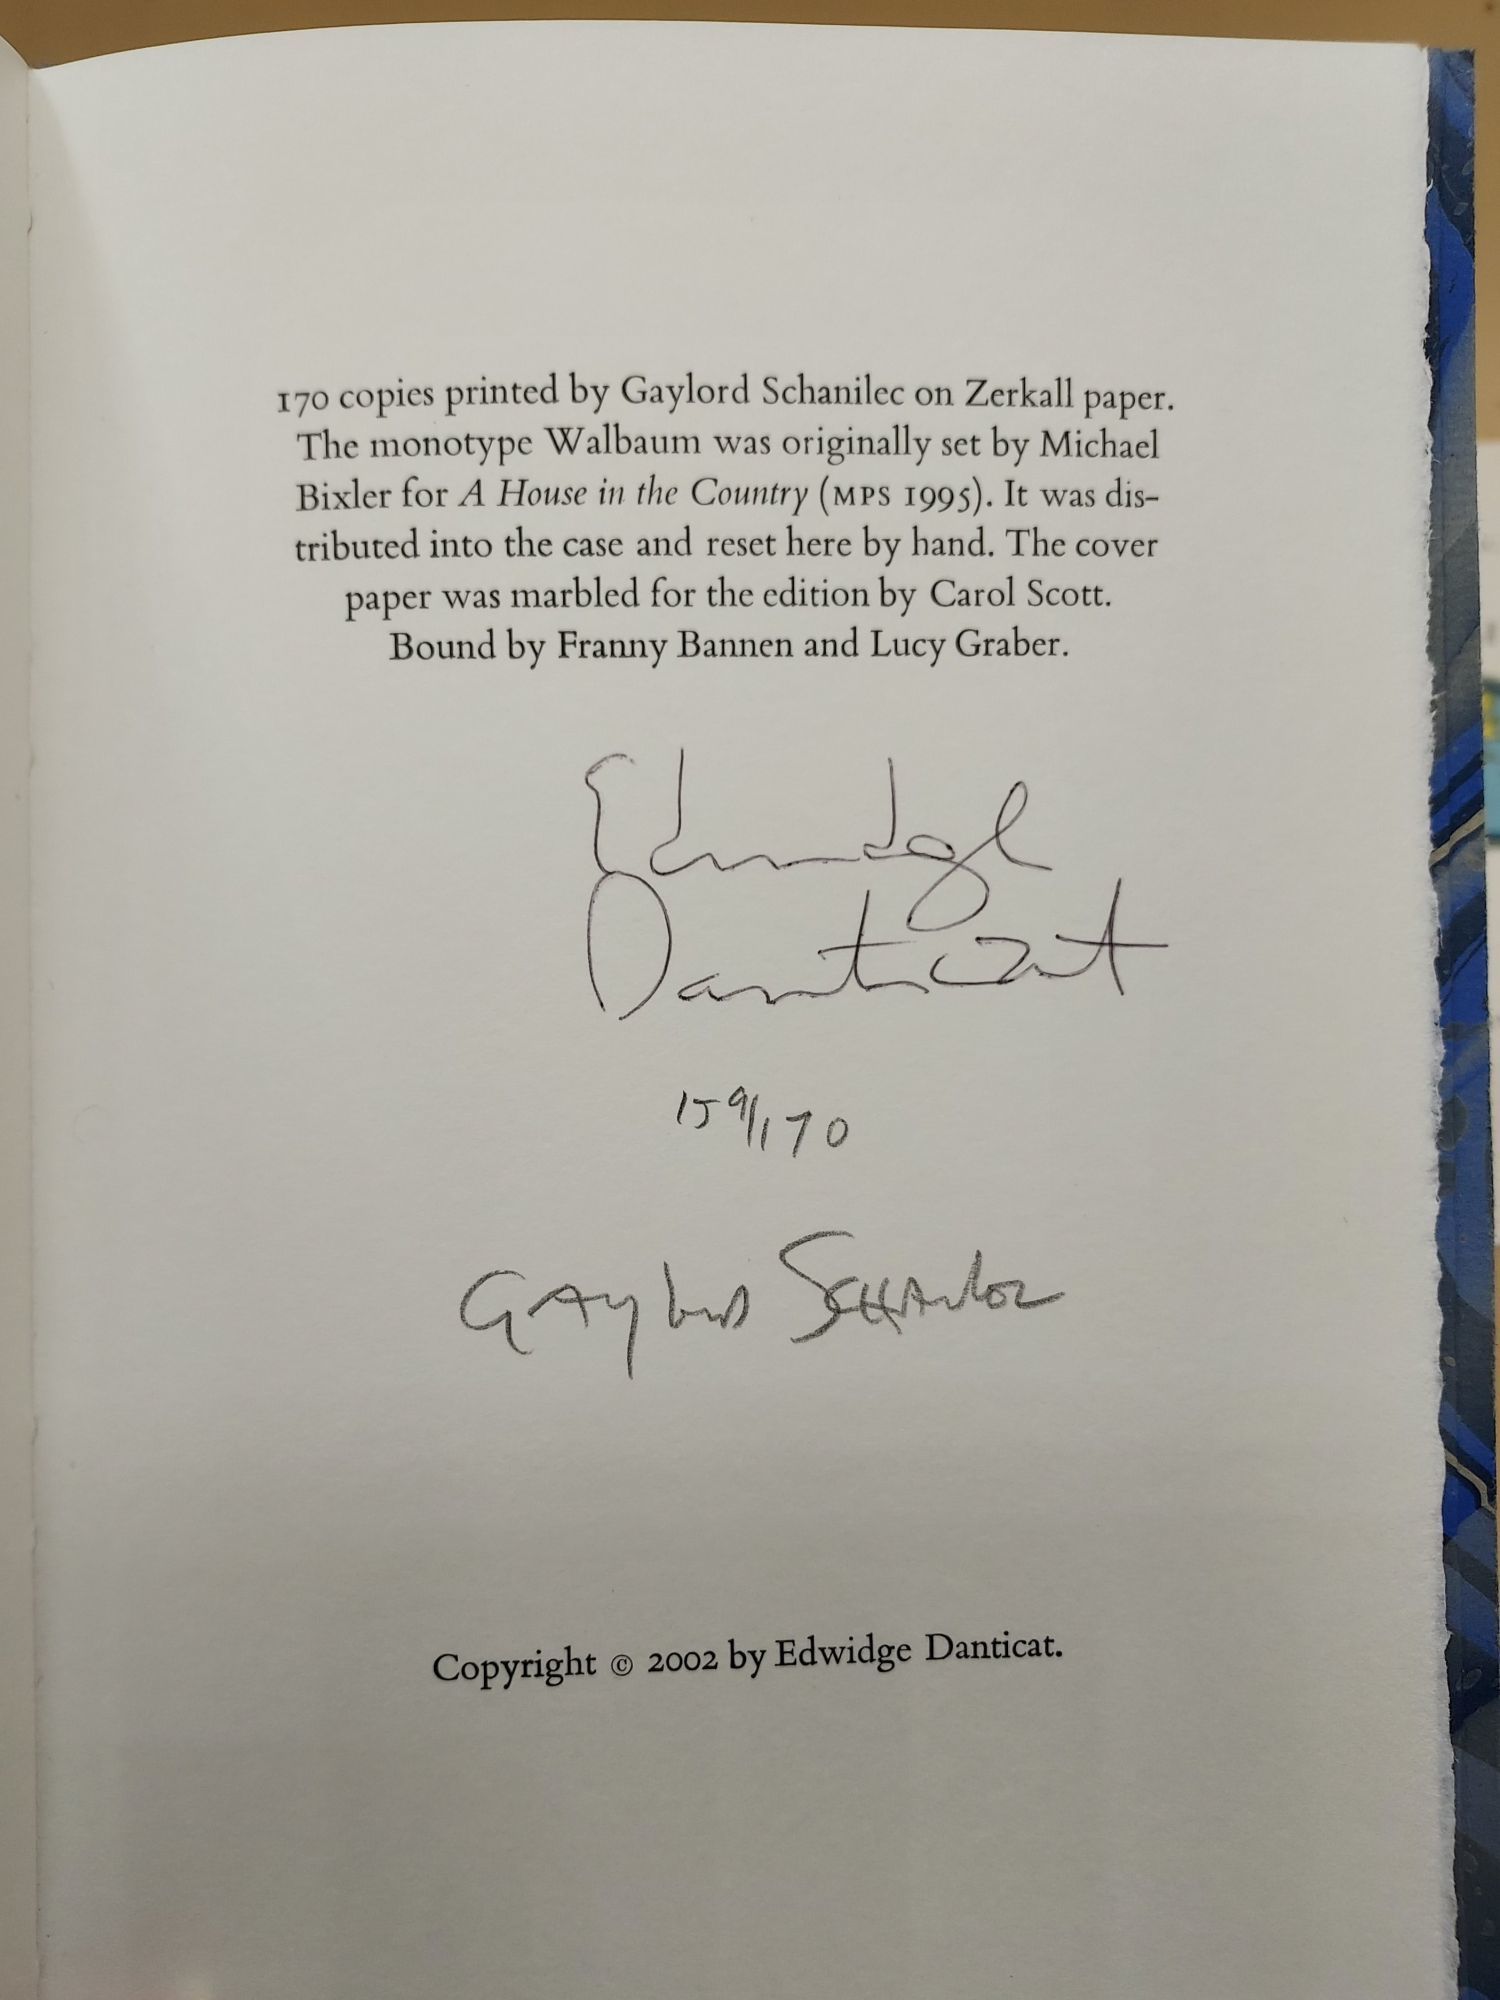 170 copies printed by Gaylord Schanilec on Zerkall paper.
The monotype Walbaum was originally set by Michael
Bixler for A House in the Country (MPS 1995). It was dis-
tributed into the case and reset here by hand. The cover
paper was marbled for the edition by Carol Scott.
Bound by Franny Bannen and Lucy Graber.
Edwidge
Danticat
159/170
Gaylord Schanilec
Copyright © 2002 by Edwidge Danticat.